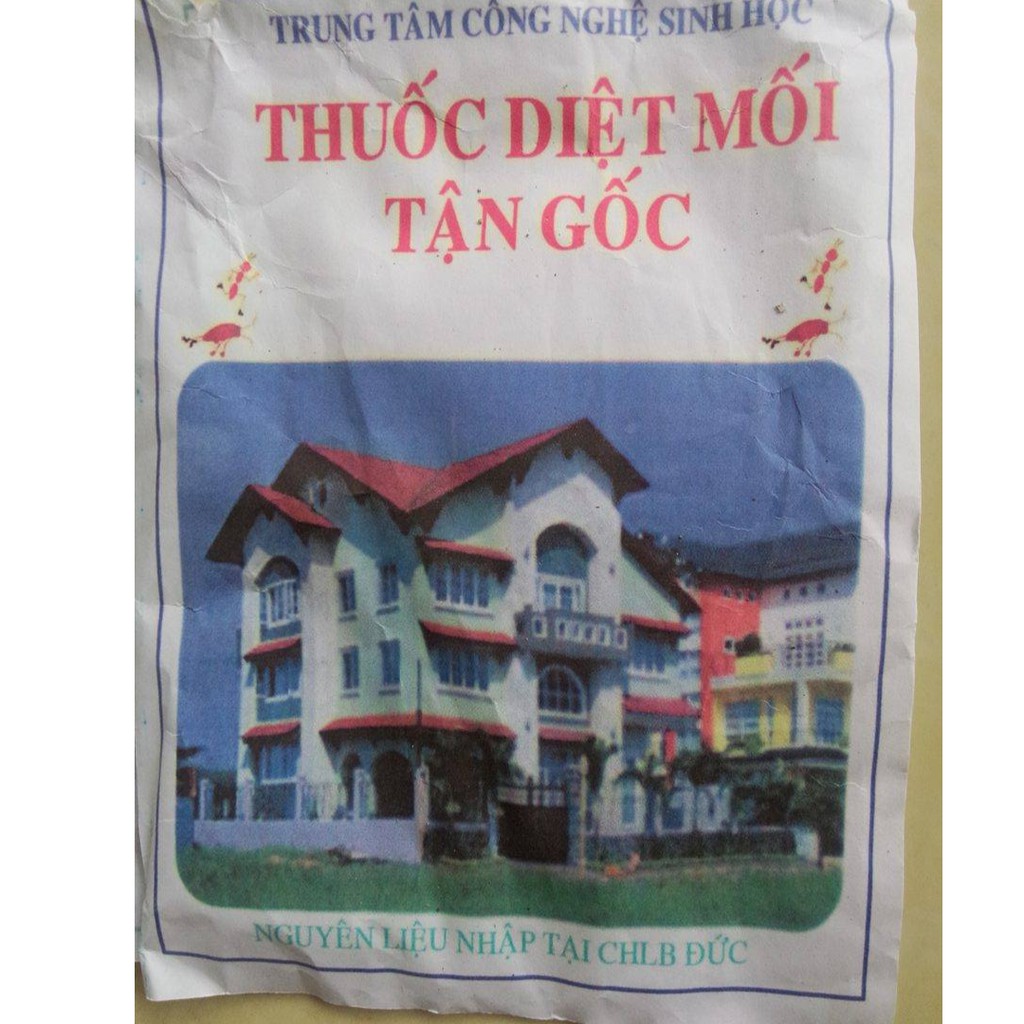 TRUNG TÂM CÔNG NGHỆ SINH HỌC
THUỐC DIỆT MỐI
TẬN GỐC
NGUYÊN LIỆU NHẬP TẠI CHLB ĐỨC